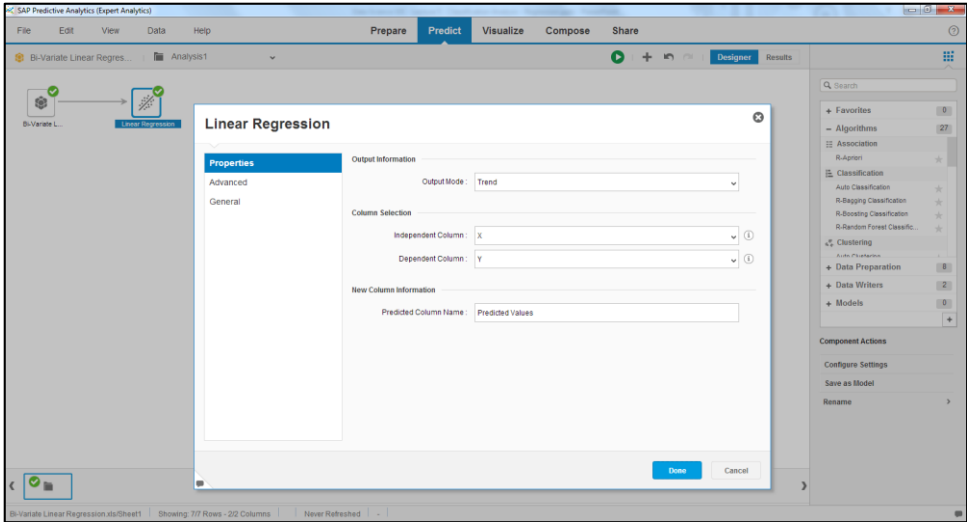 SAP Predictive Analytics (Expert Analytics)
File Edit View Data Help Prepare Predict Visualize Compose Share
Bi-Variate Linear Regres... Analysis1 Designer Results
Bi-Variate L... Linear Regression
Linear Regression
Properties
Advanced
General
Output Information
Output Mode : Trend
Column Selection
Independent Column : X
Dependent Column : Y
New Column Information
Predicted Column Name : Predicted Values
Done Cancel
Search
+ Favorites 0
- Algorithms 27
Association
R-Apriori
Classification
Auto Classification
R-Bagging Classification
R-Boosting Classification
R-Random Forest Classific...
Clustering
Auto Clustering
+ Data Preparation 8
+ Data Writers 2
+ Models 0
+
Component Actions
Configure Settings
Save as Model
Rename
Bi-Variate Linear Regression.xls/Sheet1 Showing: 7/7 Rows - 2/2 Columns Never Refreshed -